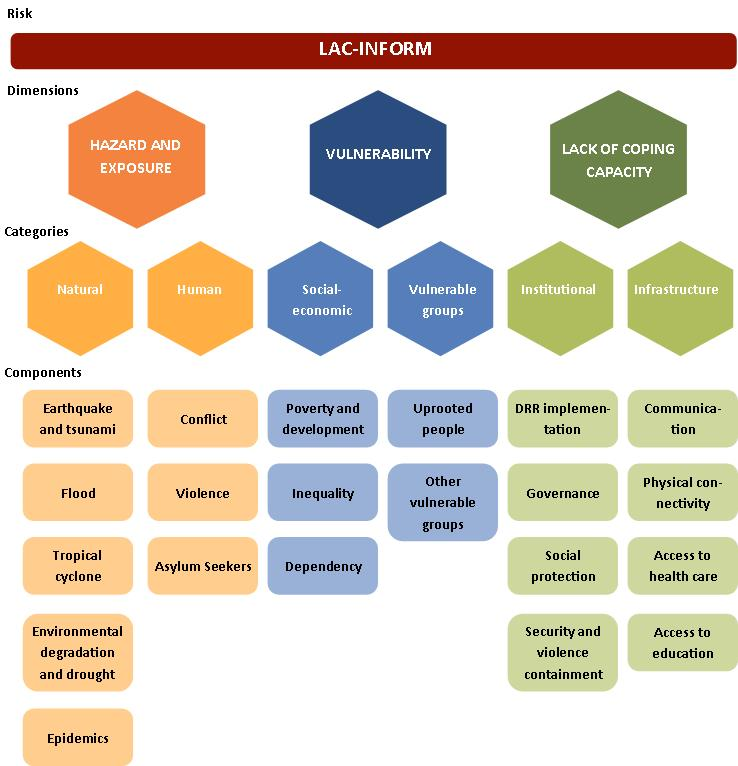 Risk
LAC-INFORM
Dimensions
HAZARD AND
EXPOSURE
VULNERABILITY
LACK OF COPING
CAPACITY
Categories
Natural
Human
Social-
economic
Vulnerable
groups
Institutional
Infrastructure
Components
Earthquake
and tsunami
Conflict
Poverty and
development
Uprooted
people
DRR implemen-
tation
Communica-
tion
Flood
Violence
Inequality
Other
vulnerable
groups
Governance
Physical con-
nectivity
Tropical
cyclone
Asylum Seekers
Dependency
Social
protection
Access to
health care
Environmental
degradation
and drought
Security and
violence
containment
Access to
education
Epidemics